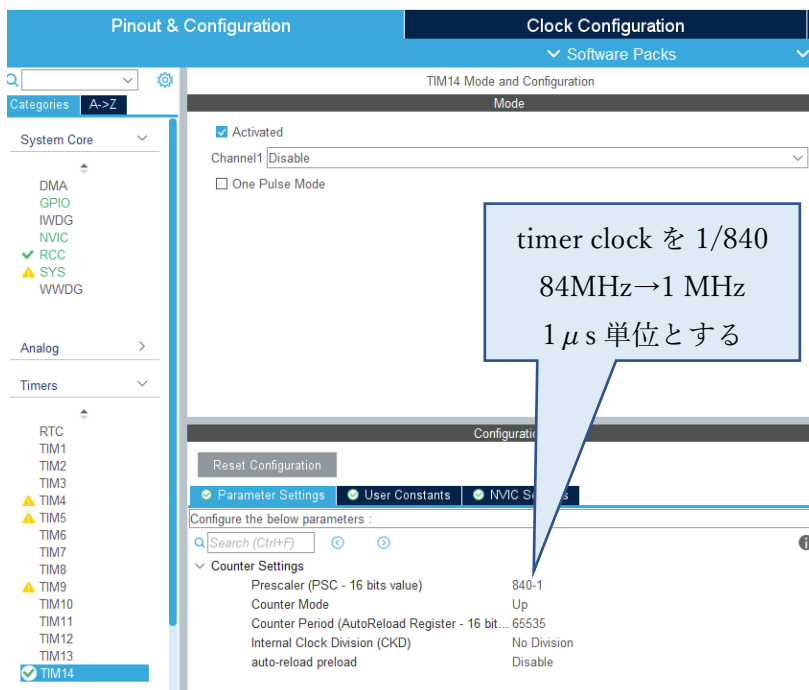 Pinout & Configuration
Clock Configuration
Software Packs
Categories A->Z
System Core
DMA
GPIO
IWDG
NVIC
RCC
SYS
WWDG
Analog
Timers
RTC
TIM1
TIM2
TIM3
TIM4
TIM5
TIM6
TIM7
TIM8
TIM9
TIM10
TIM11
TIM12
TIM13
TIM14
TIM14 Mode and Configuration
Mode
Activated
Channel1 Disable
One Pulse Mode
timer clock を 1/840
84MHz→1 MHz
1μs 単位とする
Reset Configuration
Parameter Settings
User Constants
Configure the below parameters :
Search (Ctrl+F)
Counter Settings
Prescaler (PSC - 16 bits value) 840-1
Counter Mode Up
Counter Period (AutoReload Register - 16 bit... 65535
Internal Clock Division (CKD) No Division
auto-reload preload Disable